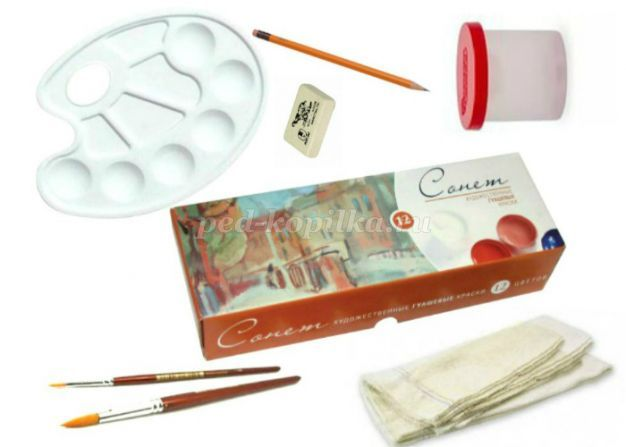 Сонет
ХУДОЖЕСТВЕННЫЕ
ГУАШЕВЫЕ
КРАСКИ
12
ped-kopilka.ru
Сонет ХУДОЖЕСТВЕННЫЕ ГУАШЕВЫЕ КРАСКИ 12 ЦВЕТОВ